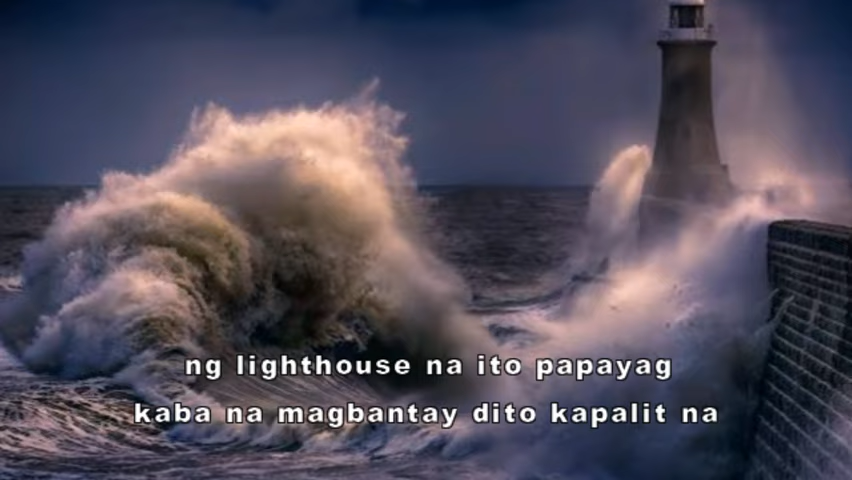 ng lighthouse na ito papayag
kaba na magbantay dito kapalit na